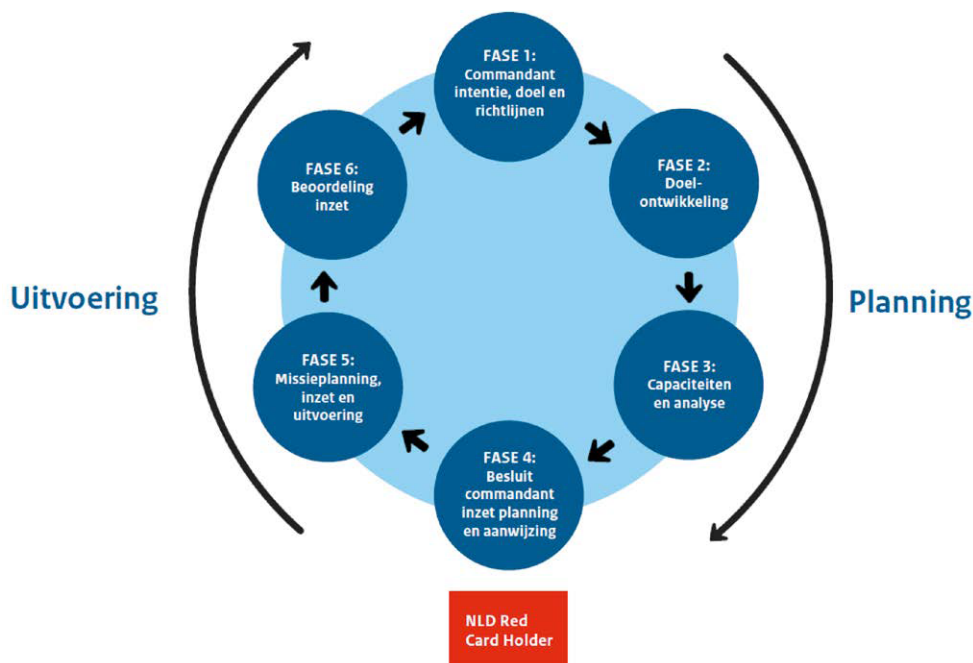 FASE 1:
Commandant
intentie, doel en
richtlijnen
FASE 2:
Doel-
ontwikkeling
FASE 3:
Capaciteiten
en analyse
FASE 4:
Besluit
commandant
inzet planning
en aanwijzing
FASE 5:
Missieplanning,
inzet en
uitvoering
FASE 6:
Beoordeling
inzet
Uitvoering
Planning
NLD Red
Card Holder